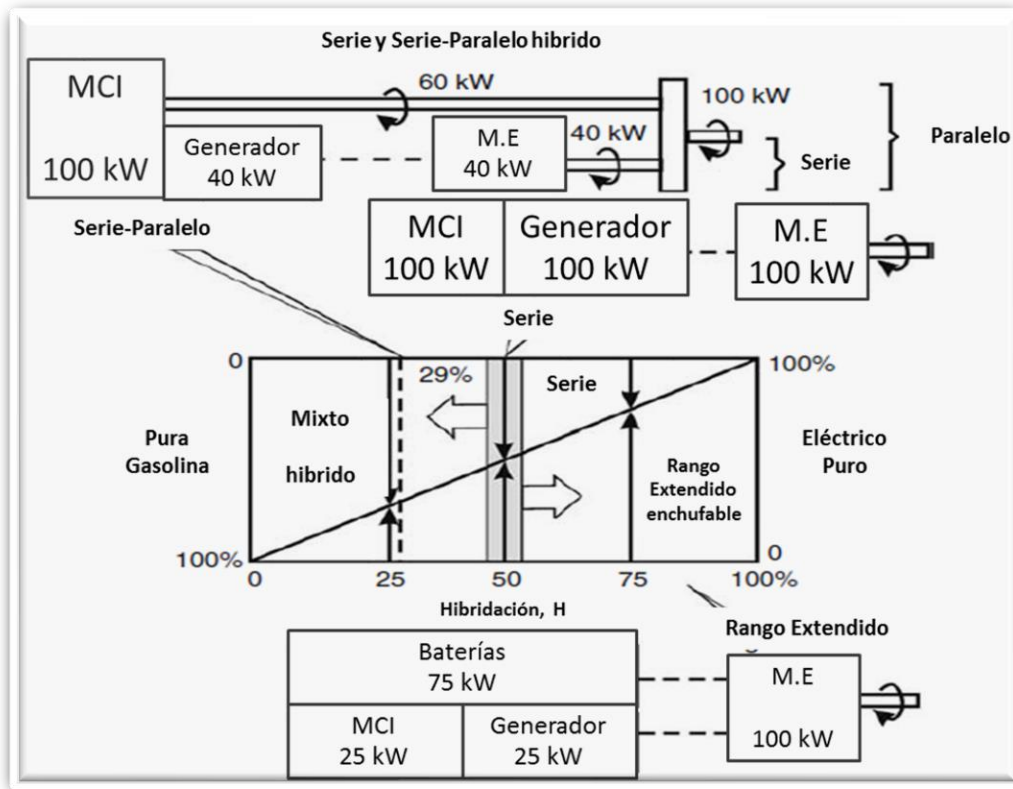 Serie y Serie-Paralelo hibrido
MCI
100 kW
Generador
40 kW
60 kW
M.E
40 kW
40 kW
100 kW
Serie
Paralelo
Serie-Paralelo
MCI
100 kW
Generador
100 kW
M.E
100 kW
Serie
0
100%
29%
Serie
Mixto
hibrido
Pura
Gasolina
Rango
Extendido
enchufable
Eléctrico
Puro
100%
0
0
25
50
75
100%
Hibridación, H
Rango Extendido
Baterías
75 kW
MCI
25 kW
Generador
25 kW
M.E
100 kW